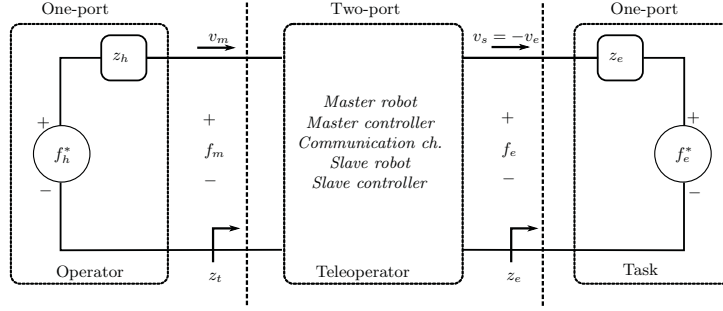 One-port
Two-port
One-port
v_m
v_s = −v_e
z_h
z_e
+
+
+
+
Master robot
Master controller
Communication ch.
Slave robot
Slave controller
f_h^*
f_m
f_e
f_e^*
−
−
−
−
Operator
z_t
Teleoperator
z_e
Task